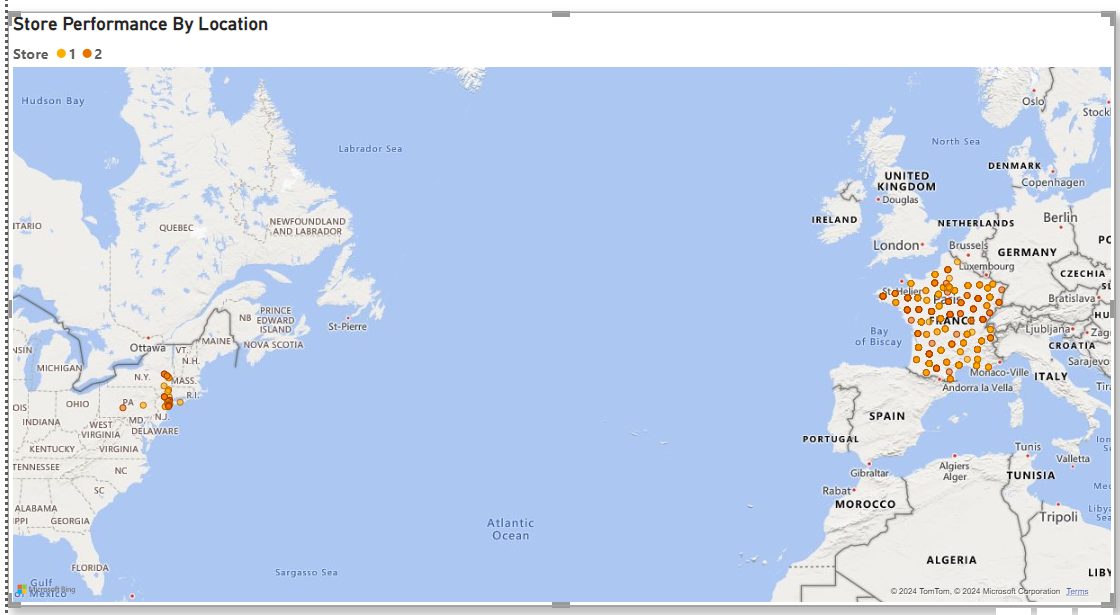 Store Performance By Location
Store 1 2
Hudson Bay
Oslo
Labrador Sea
North Sea
DENMARK
Copenhagen
UNITED
KINGDOM
Douglas
NEWFOUNDLAND
AND LABRADOR
QUEBEC
IRELAND
NETHERLANDS
Berlin
London
Brussels
GERMANY
Luxembourg
CZECHIA
PRINCE
EDWARD
ISLAND
NB
St-Pierre
Bratislava
FRANCE
Ljubljana
Zag
MAINE
NOVA SCOTIA
Ottawa
VT.
N.H.
Bay
of Biscay
CROATIA
Sarajevo
MICHIGAN
N.Y.
MASS.
R.I.
Monaco-Ville
ITALY
Andorra la Vella
OHIO
PA
N.J.
MD.
INDIANA
WEST
VIRGINIA
DELAWARE
SPAIN
PORTUGAL
KENTUCKY
VIRGINIA
Tunis
Valletta
TENNESSEE
NC
Gibraltar
Algiers
Alger
TUNISIA
SC
Rabat
MOROCCO
ALABAMA
GEORGIA
Tripoli
Atlantic
Ocean
FLORIDA
Sargasso Sea
ALGERIA
LIBY
Gulf
of Mexico
Microsoft Bing
© 2024 TomTom, © 2024 Microsoft Corporation Terms